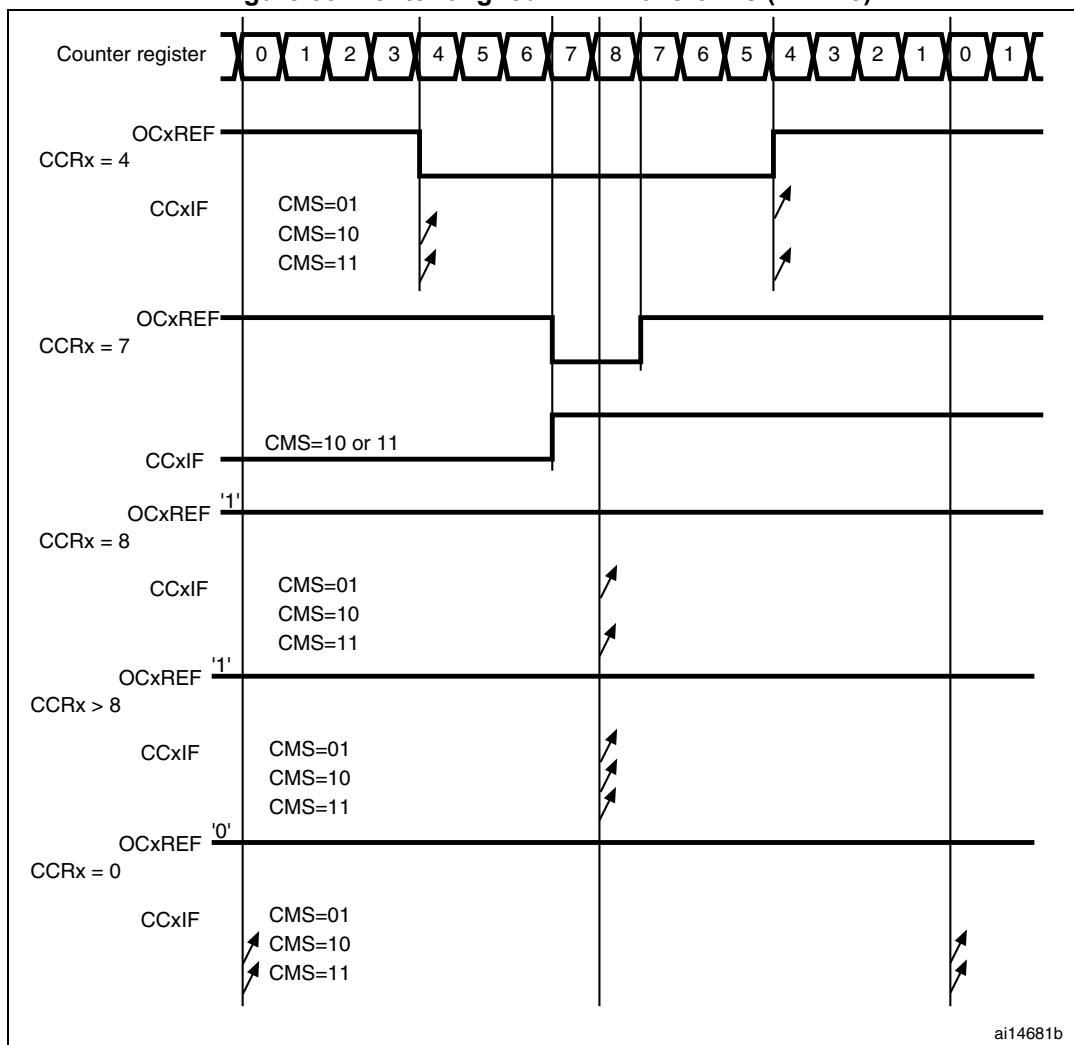 Counter register 0 1 2 3 4 5 6 7 8 7 6 5 4 3 2 1 0 1
OCxREF
CCRx = 4
CCxIF
CMS=01
CMS=10
CMS=11
OCxREF
CCRx = 7
CMS=10 or 11
CCxIF
'1'
OCxREF
CCRx = 8
CCxIF
CMS=01
CMS=10
CMS=11
'1'
OCxREF
CCRx > 8
CCxIF
CMS=01
CMS=10
CMS=11
'0'
OCxREF
CCRx = 0
CCxIF
CMS=01
CMS=10
CMS=11
ai14681b